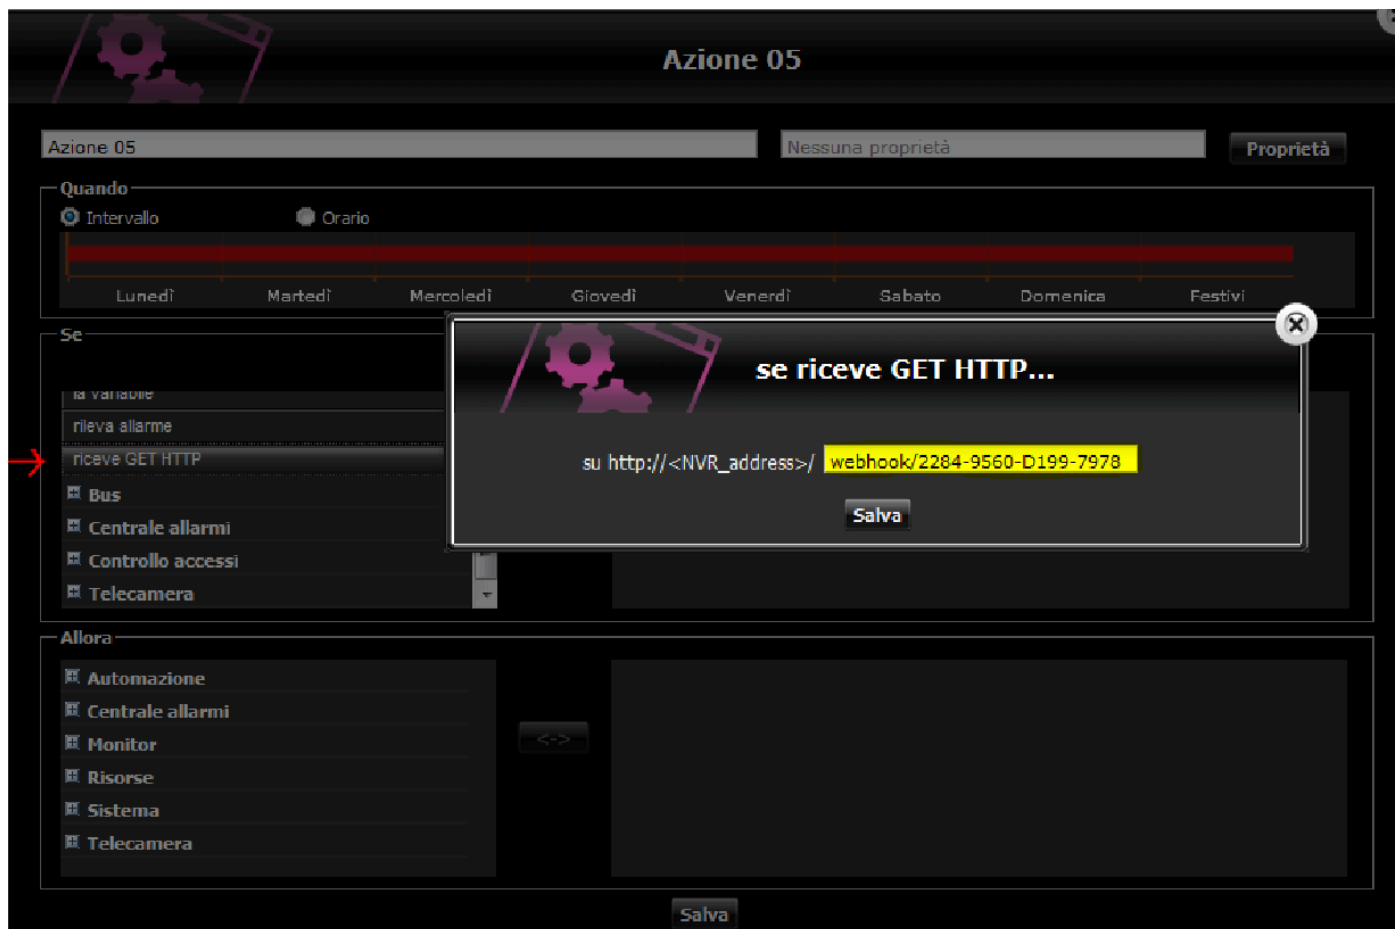 Azione 05
Azione 05 Nessuna proprietà Proprietà
Quando
Intervallo Orario
Lunedì Martedì Mercoledì Giovedì Venerdì Sabato Domenica Festivi
Se
la variabile
rileva allarme
riceve GET HTTP
Bus
Centrale allarmi
Controllo accessi
Telecamera
se riceve GET HTTP...
su http://<NVR_address>/ webhook/2284-9560-D199-7978
Salva
Allora
Automazione
Centrale allarmi
Monitor
Risorse
Sistema
Telecamera
<->
Salva